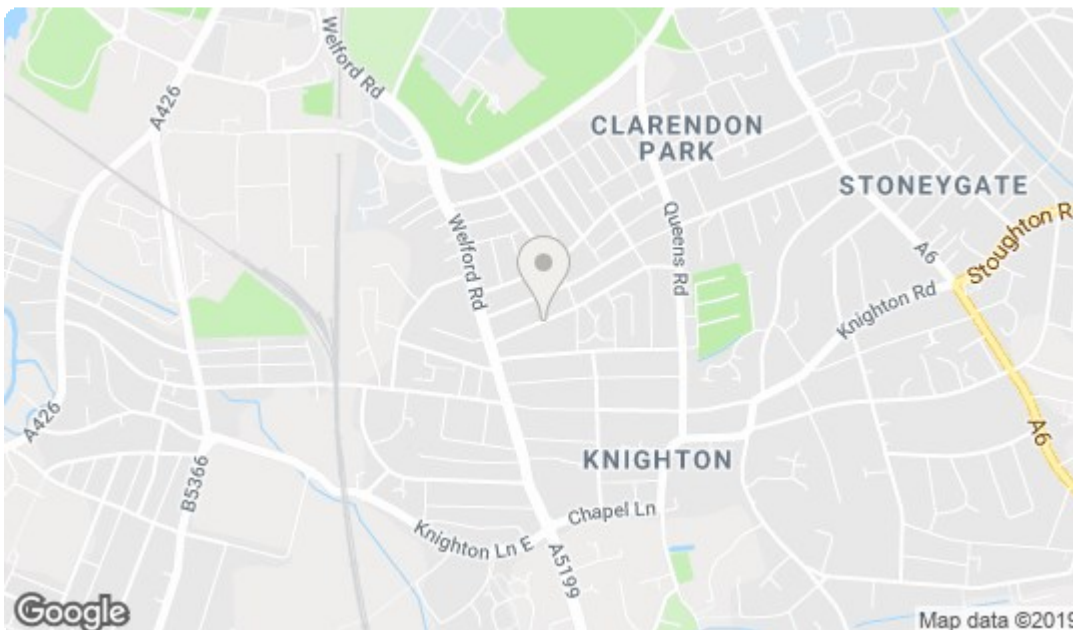 Welford Rd
A426
CLARENDON
PARK
STONEYGATE
Welford Rd
Queens Rd
A6
Stoughton R
Knighton Rd
A426
B5366
A6
KNIGHTON
Chapel Ln
Knighton Ln E
A5199
Google
Map data ©2019